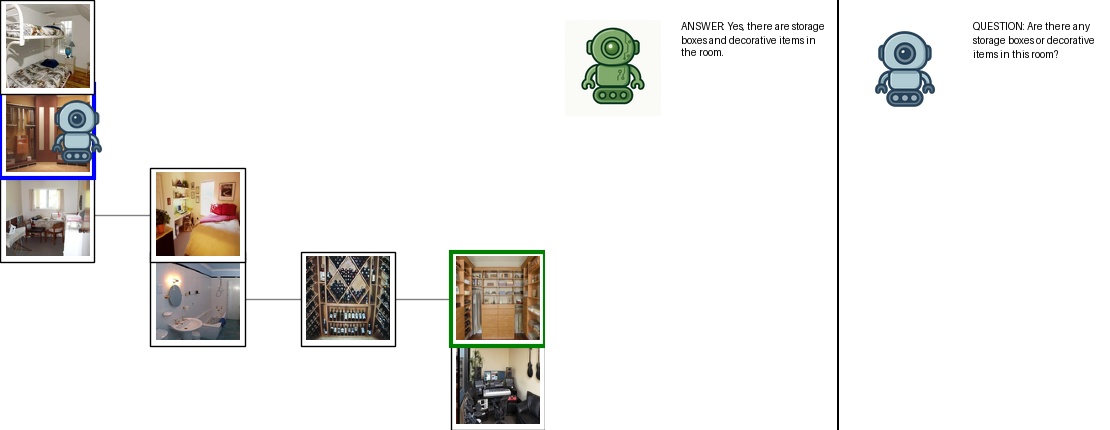 ANSWER: Yes, there are storage
boxes and decorative items in
the room.
QUESTION: Are there any
storage boxes or decorative
items in this room?